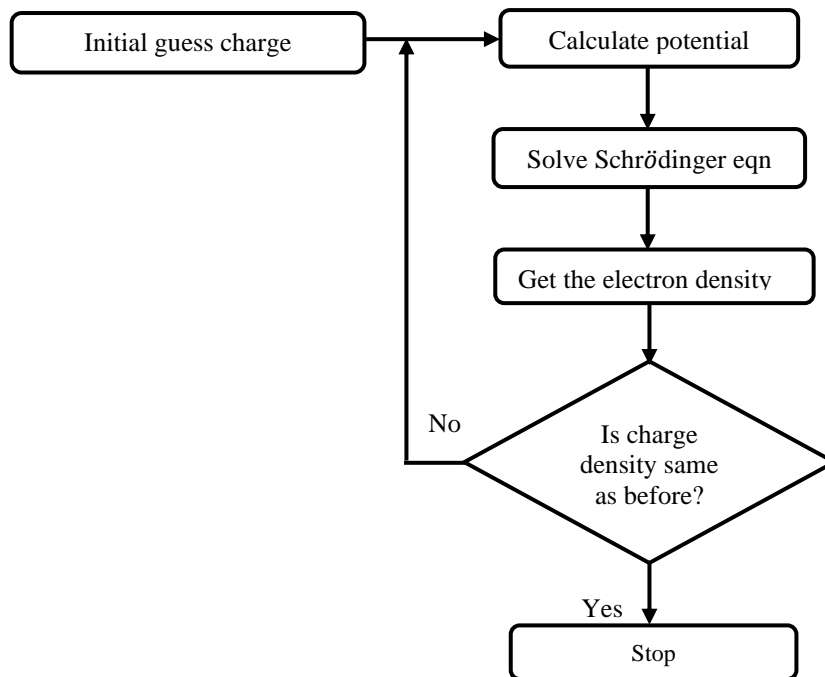 Initial guess charge
Calculate potential
Solve Schrödinger eqn
Get the electron density
No
Is charge
density same
as before?
Yes
Stop